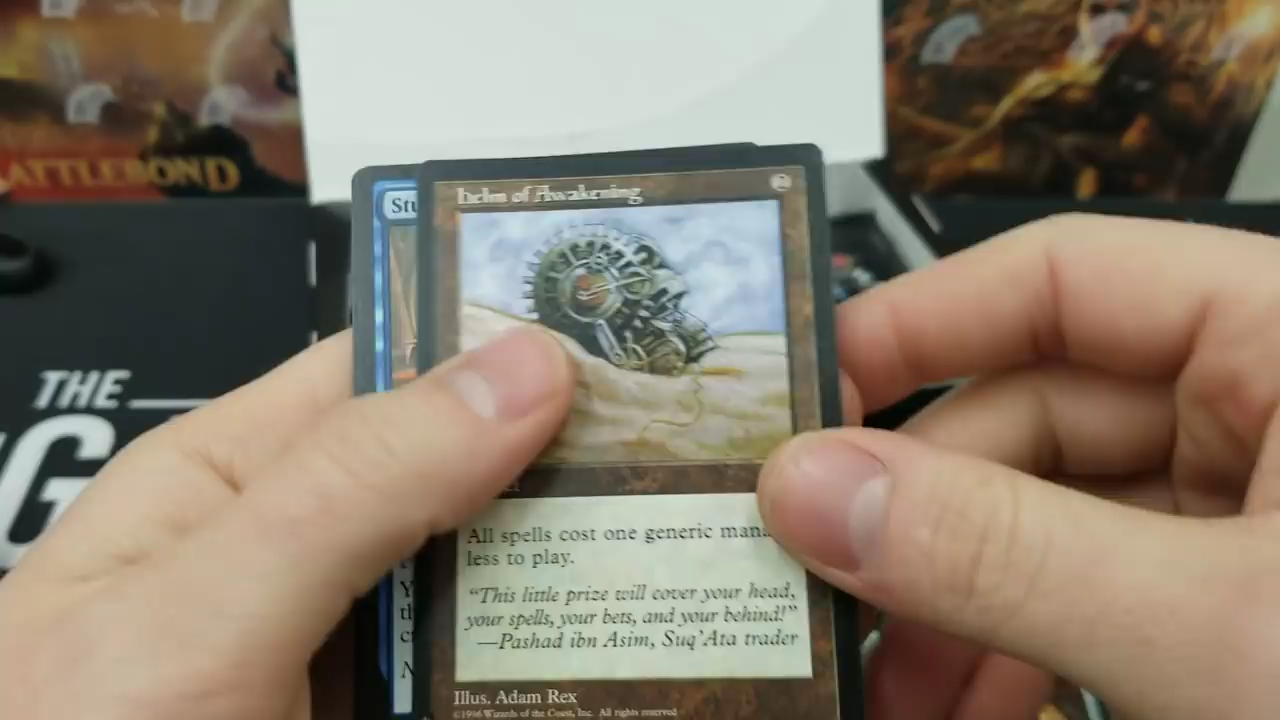 ATTLEBOND
THE
G
Stu
Helm of Awakening
2
All spells cost one generic mana
less to play.
"This little prize will cover your head,
your spells, your bets, and your behind!"
—Pashad ibn Asim, Suq'Ata trader
Illus. Adam Rex
©1996 Wizards of the Coast, Inc. All rights reserved